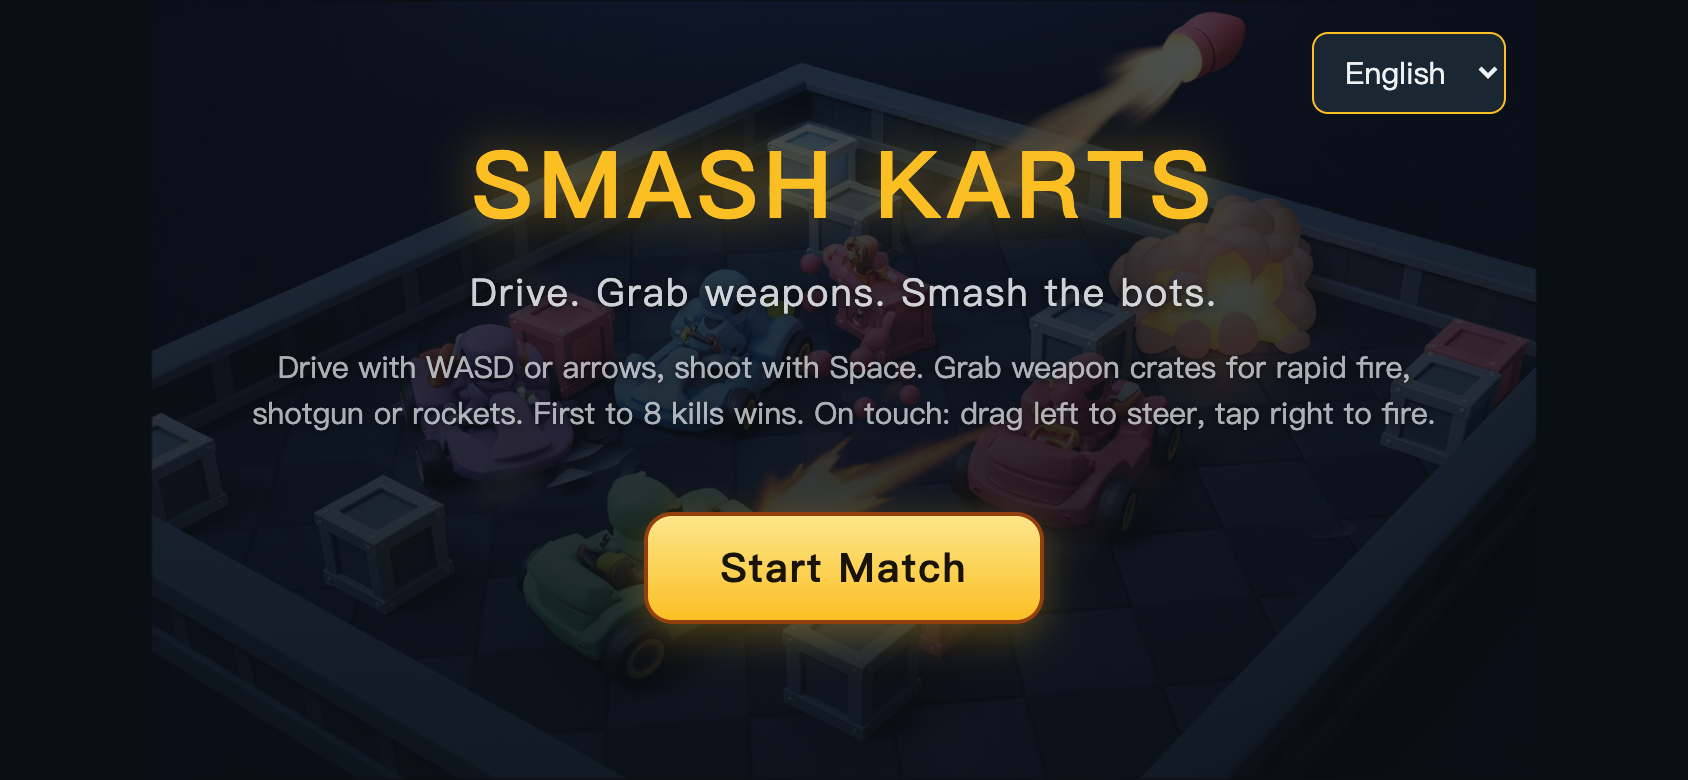 English
SMASH KARTS
Drive. Grab weapons. Smash the bots.
Drive with WASD or arrows, shoot with Space. Grab weapon crates for rapid fire,
shotgun or rockets. First to 8 kills wins. On touch: drag left to steer, tap right to fire.
Start Match